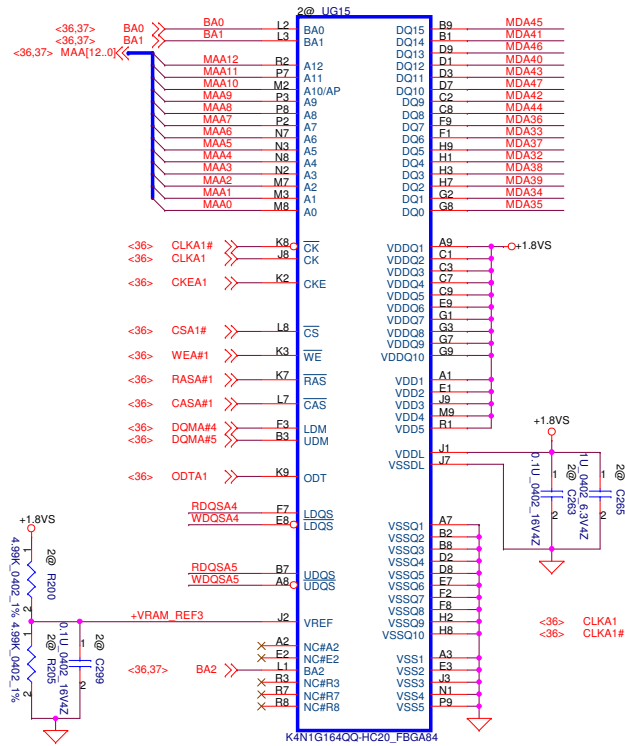 2@ UG15
<36,37> BA0 BA0 L2 BA0 DQ15 B9 MDA45
<36,37> BA1 BA1 L3 BA1 DQ14 B1 MDA41
<36,37> MAA[12..0] DQ13 D9 MDA46
MAA12 R2 A12 DQ12 D1 MDA40
MAA11 P7 A11 DQ11 D3 MDA43
MAA10 M2 A10/AP DQ10 D7 MDA47
MAA9 P3 A9 DQ9 C2 MDA42
MAA8 P8 A8 DQ8 C8 MDA44
MAA7 P2 A7 DQ7 F9 MDA36
MAA6 N7 A6 DQ6 F1 MDA33
MAA5 N3 A5 DQ5 H9 MDA37
MAA4 N8 A4 DQ4 H1 MDA32
MAA3 N2 A3 DQ3 H3 MDA38
MAA2 M7 A2 DQ2 H7 MDA39
MAA1 M3 A1 DQ1 G2 MDA34
MAA0 M8 A0 DQ0 G8 MDA35
<36> CLKA1# K8 CK VDDQ1 A9 +1.8VS
<36> CLKA1 J8 CK VDDQ2 C1
VDDQ3 C3
<36> CKEA1 K2 CKE VDDQ4 C7
VDDQ5 C9
VDDQ6 E9
VDDQ7 G1
<36> CSA1# L8 CS VDDQ8 G3
VDDQ9 G7
<36> WEA#1 K3 WE VDDQ10 G9
<36> RASA#1 K7 RAS VDD1 A1
VDD2 E1
<36> CASA#1 L7 CAS VDD3 J9
VDD4 M9
<36> DQMA#4 F3 LDM VDD5 R1 +1.8VS
<36> DQMA#5 B3 UDM
VDDL J1
VSSDL J7
<36> ODTA1 K9 ODT
1 2 0.1U_0402_16V4Z 2@ C263
1 2 1U_0402_6.3V4Z 2@ C265
RDQSA4 F7 LDQS
WDQSA4 E8 LDQS VSSQ1 A7
VSSQ2 B2
VSSQ3 B8
VSSQ4 D2
RDQSA5 B7 UDQS VSSQ5 D8
WDQSA5 A8 UDQS VSSQ6 E7
VSSQ7 F2
VSSQ8 F8
+VRAM_REF3 J2 VREF VSSQ9 H2 <36> CLKA1
VSSQ10 H8 <36> CLKA1#
+1.8VS
1 2 4.99K_0402_1% 2@ R200
1 2 4.99K_0402_1% 2@ R205
1 2 0.1U_0402_16V4Z 2@ C299
A2 NC#A2
E2 NC#E2 VSS1 A3
<36,37> BA2 L1 BA2 VSS2 E3
R3 NC#R3 VSS3 J3
R7 NC#R7 VSS4 N1
R8 NC#R8 VSS5 P9
K4N1G164QQ-HC20_FBGA84